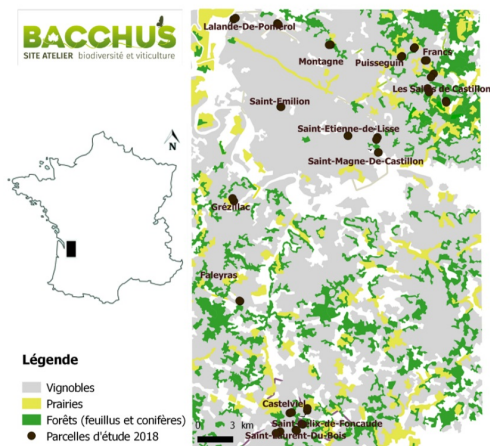 BACCHUS
SITE ATELIER biodiversité et viticulture
N
Légende
Vignobles
Prairies
Forêts (feuillus et conifères)
Parcelles d'étude 2018
Lalande-De-Pomerol
Montagne
Puisseguin
Francs
Les Salles de Castillon
Saint-Emilion
Saint-Etienne-de-Lisse
Saint-Magne-De-Castillon
Grézillac
Faleyras
Castelviel
Saint-Félix-de-Foncaude
Saint-Laurent-Du-Bois
0 3 km